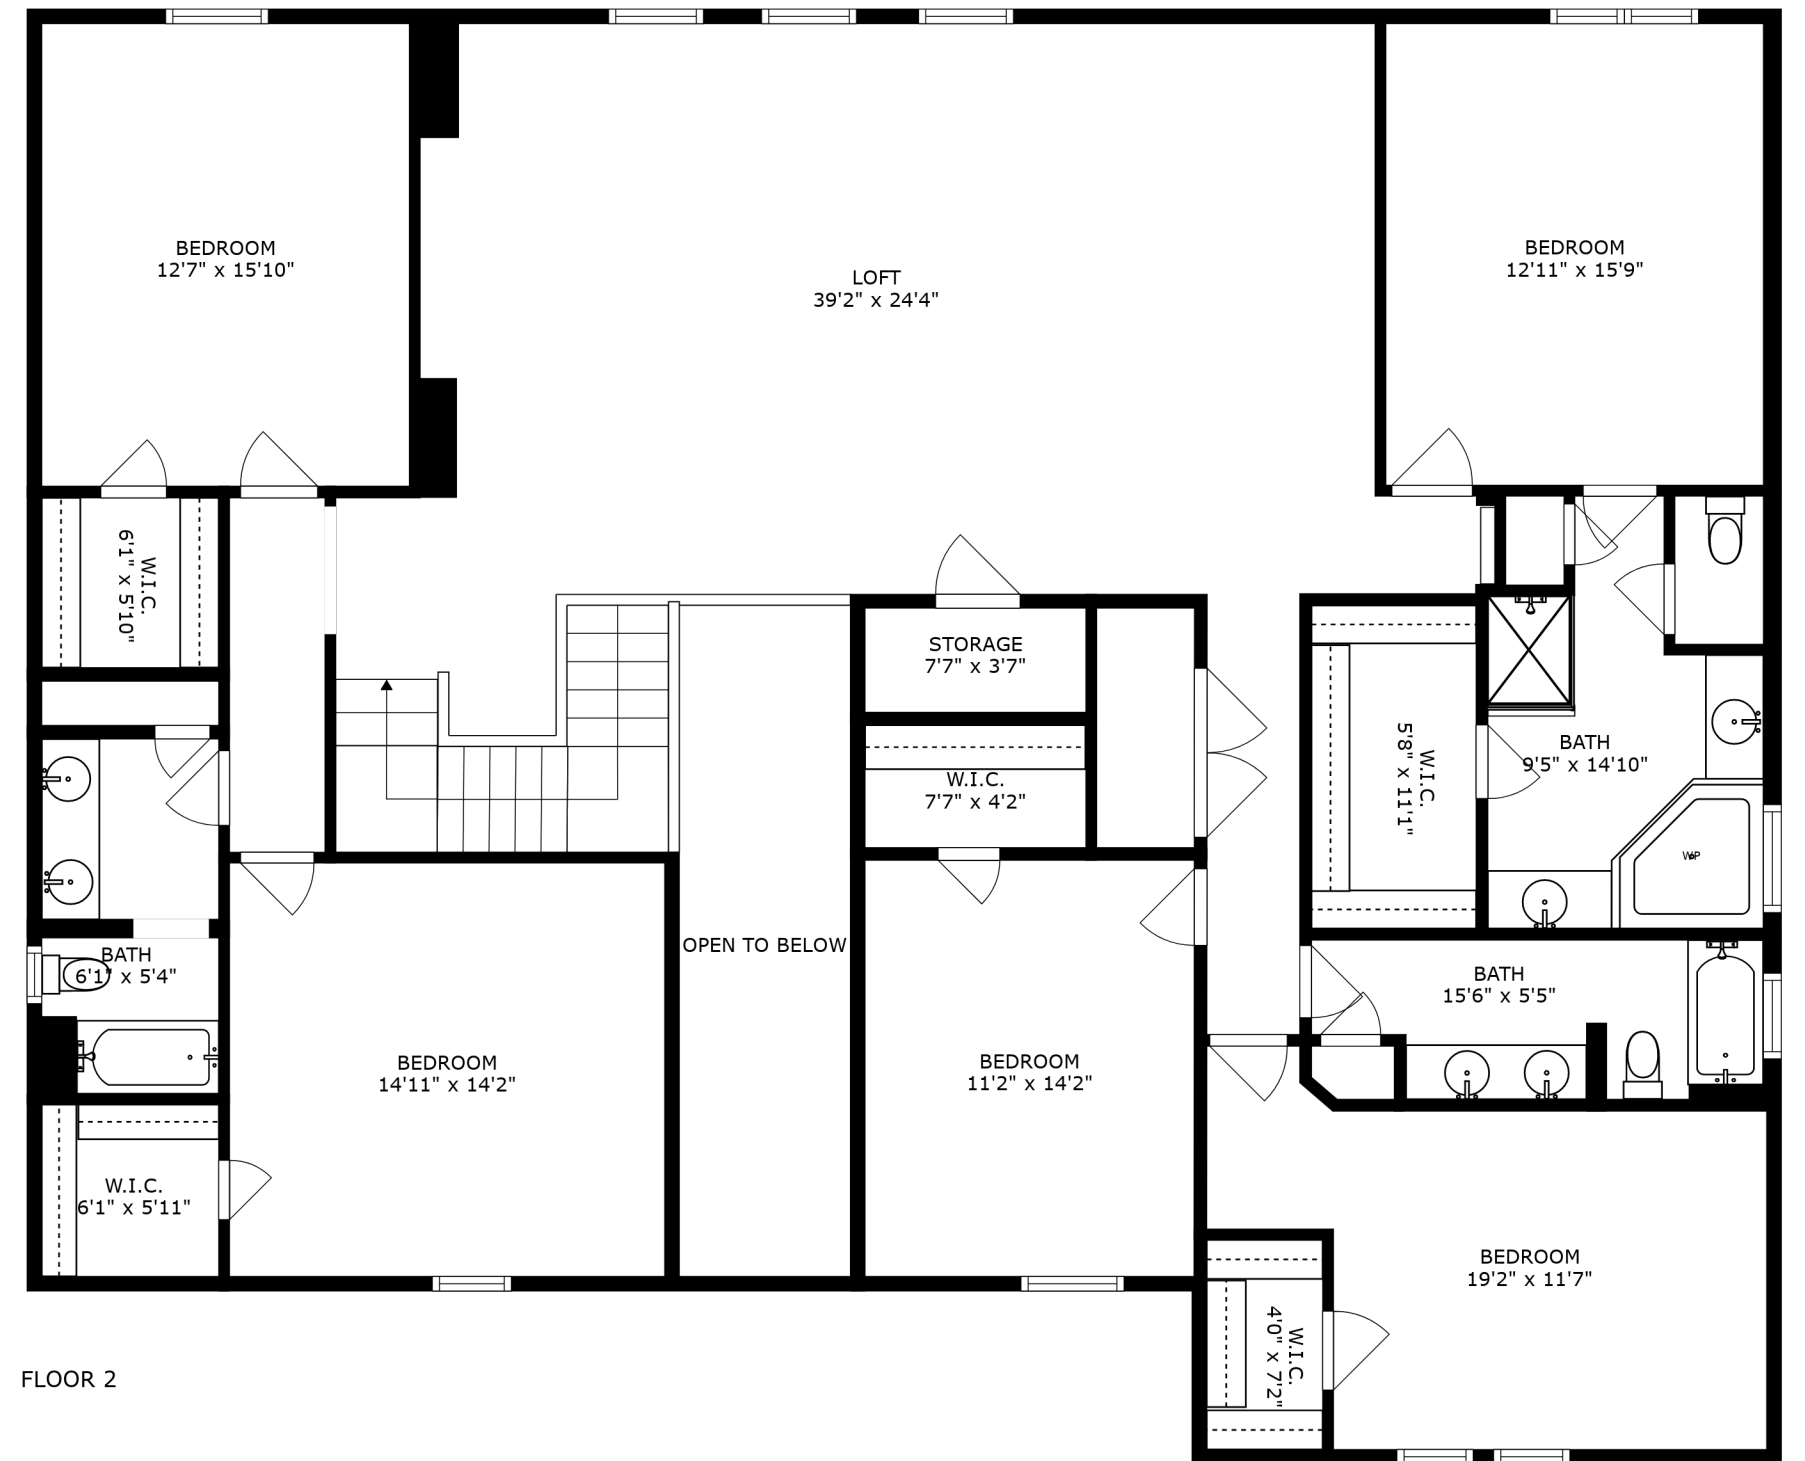 BEDROOM
12'7" x 15'10"
LOFT
39'2" x 24'4"
BEDROOM
12'11" x 15'9"
W.I.C.
6'1" x 5'10"
STORAGE
7'7" x 3'7"
W.I.C.
7'7" x 4'2"
W.I.C.
5'8" x 11'1"
BATH
9'5" x 14'10"
WP
BATH
6'1" x 5'4"
OPEN TO BELOW
BATH
15'6" x 5'5"
BEDROOM
14'11" x 14'2"
BEDROOM
11'2" x 14'2"
W.I.C.
6'1" x 5'11"
BEDROOM
19'2" x 11'7"
W.I.C.
4'0" x 7'2"
FLOOR 2